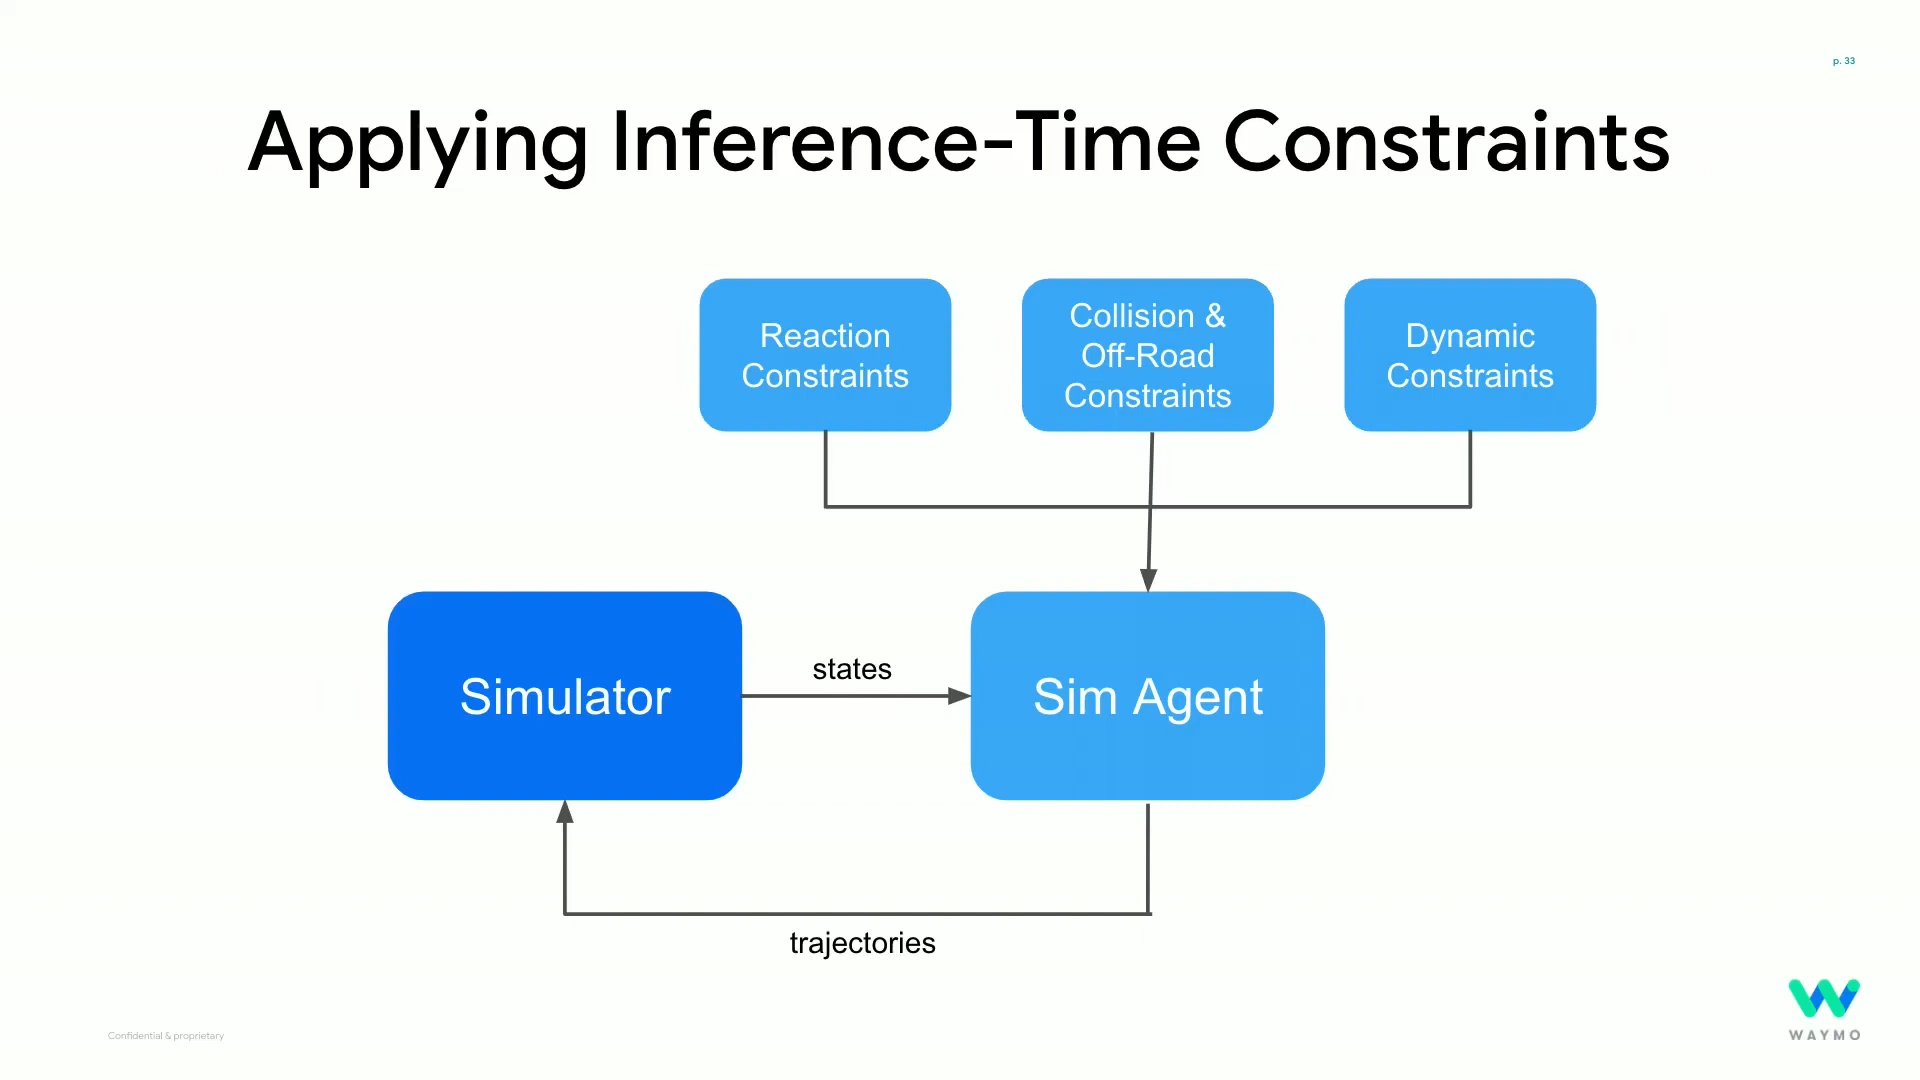 p. 33
Applying Inference-Time Constraints
Reaction
Constraints
Collision &
Off-Road
Constraints
Dynamic
Constraints
Simulator
states
Sim Agent
trajectories
Confidential & proprietary
WAYMO